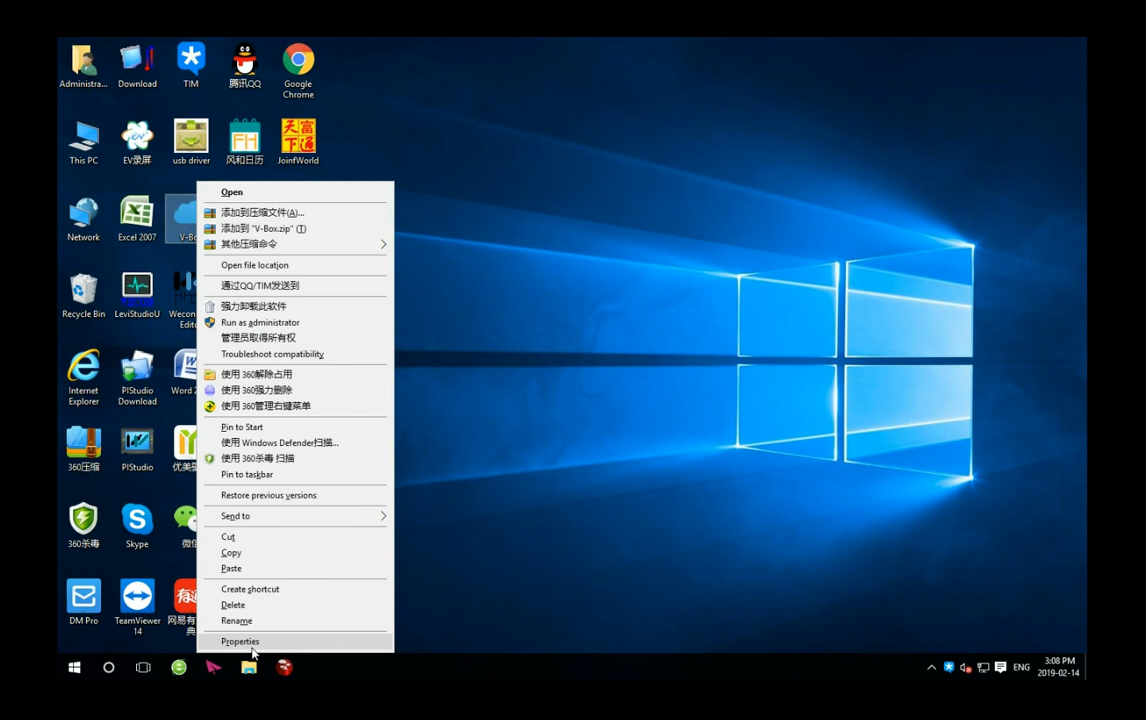 Administra...
Download
TIM
腾讯QQ
Google
Chrome
天富
下通
This PC
EV录屏
usb driver
FH
风和日历
JoinfWorld
Network
Excel 2007
Recycle Bin
LeviStudioU
Internet
Explorer
PIStudio
Download
Word
360压缩
PIStudio
360杀毒
Skype
DM Pro
TeamViewer
14
Open
添加到压缩文件(A)...
添加到 "V-Box.zip" (T)
其他压缩命令
Open file location
通过QQ/TIM发送到
强力卸载此软件
Run as administrator
管理员取得所有权
Troubleshoot compatibility
使用 360解除占用
使用 360强力删除
使用 360管理右键菜单
Pin to Start
使用 Windows Defender扫描...
使用 360杀毒 扫描
Pin to taskbar
Restore previous versions
Send to
Cut
Copy
Paste
Create shortcut
Delete
Rename
Properties
ENG
3:08 PM
2019-02-14